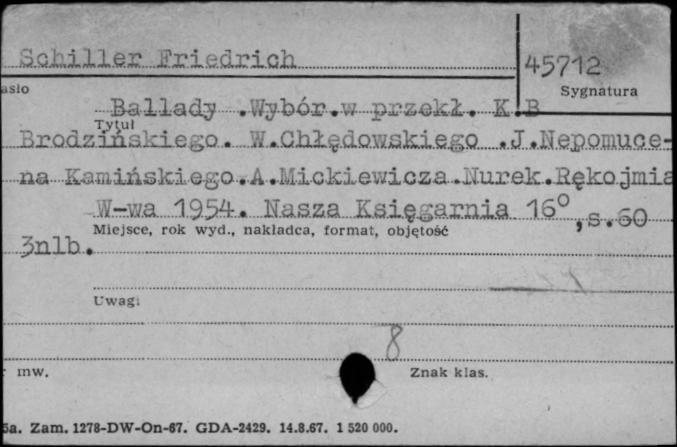 Schiller Friedrich
45712
asło
Sygnatura
Ballady .Wybór.w przekł. K.B
Tytuł
Brodzińskiego. W.Chłędowskiego .J.Nepomuce-
na Kamińskiego.A.Mickiewicza.Nurek.Rękojmia
W-wa 1954. Nasza Księgarnia 16°,s.60
Miejsce, rok wyd., nakładca, format, objętość
3nlb.
Uwagi
8
r inw.
Znak klas.
5a. Zam. 1278-DW-On-67. GDA-2429. 14.8.67. 1 520 000.